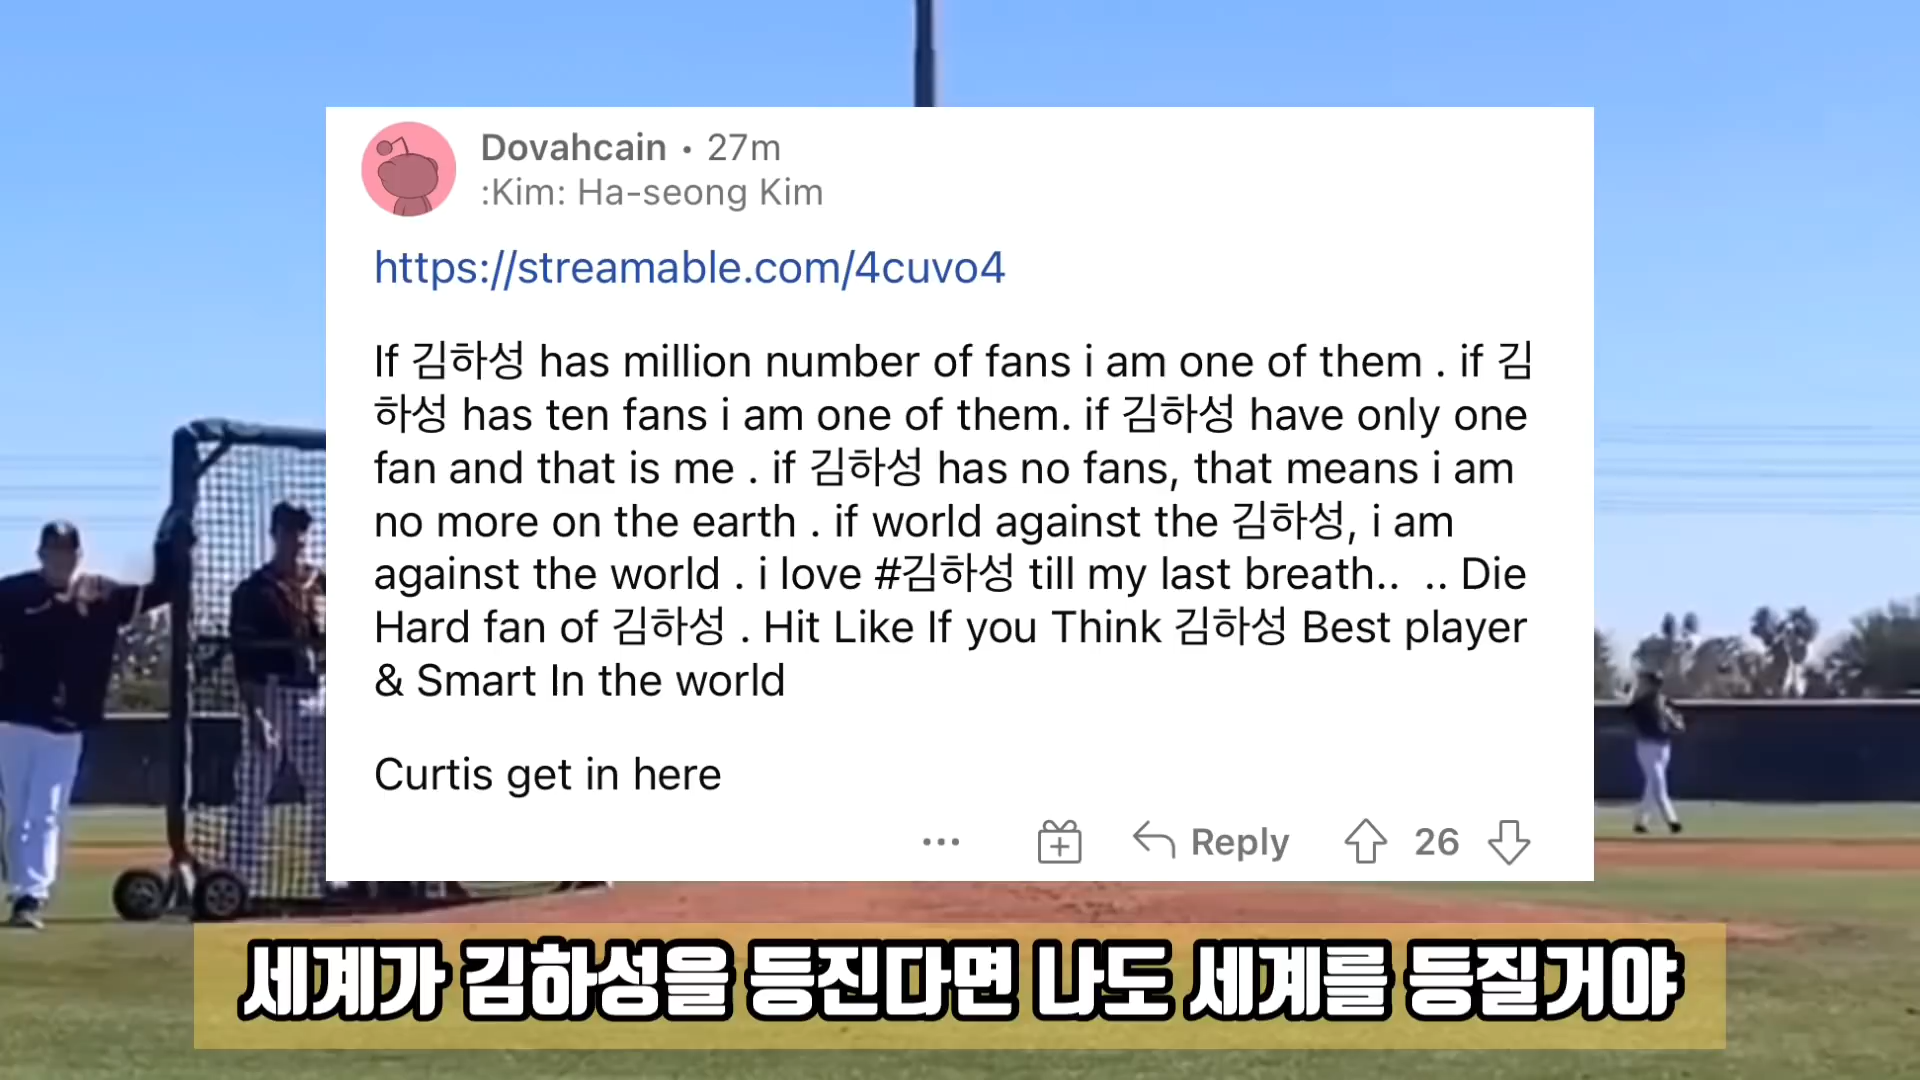 Dovahcain • 27m
:Kim: Ha-seong Kim
https://streamable.com/4cuvo4
If 김하성 has million number of fans i am one of them . if 김
하성 has ten fans i am one of them. if 김하성 have only one
fan and that is me . if 김하성 has no fans, that means i am
no more on the earth . if world against the 김하성, i am
against the world . i love #김하성 till my last breath..  .. Die
Hard fan of 김하성 . Hit Like If you Think 김하성 Best player
& Smart In the world
Curtis get in here
... Reply 26
세계가 김하성을 등진다면 나도 세계를 등질거야